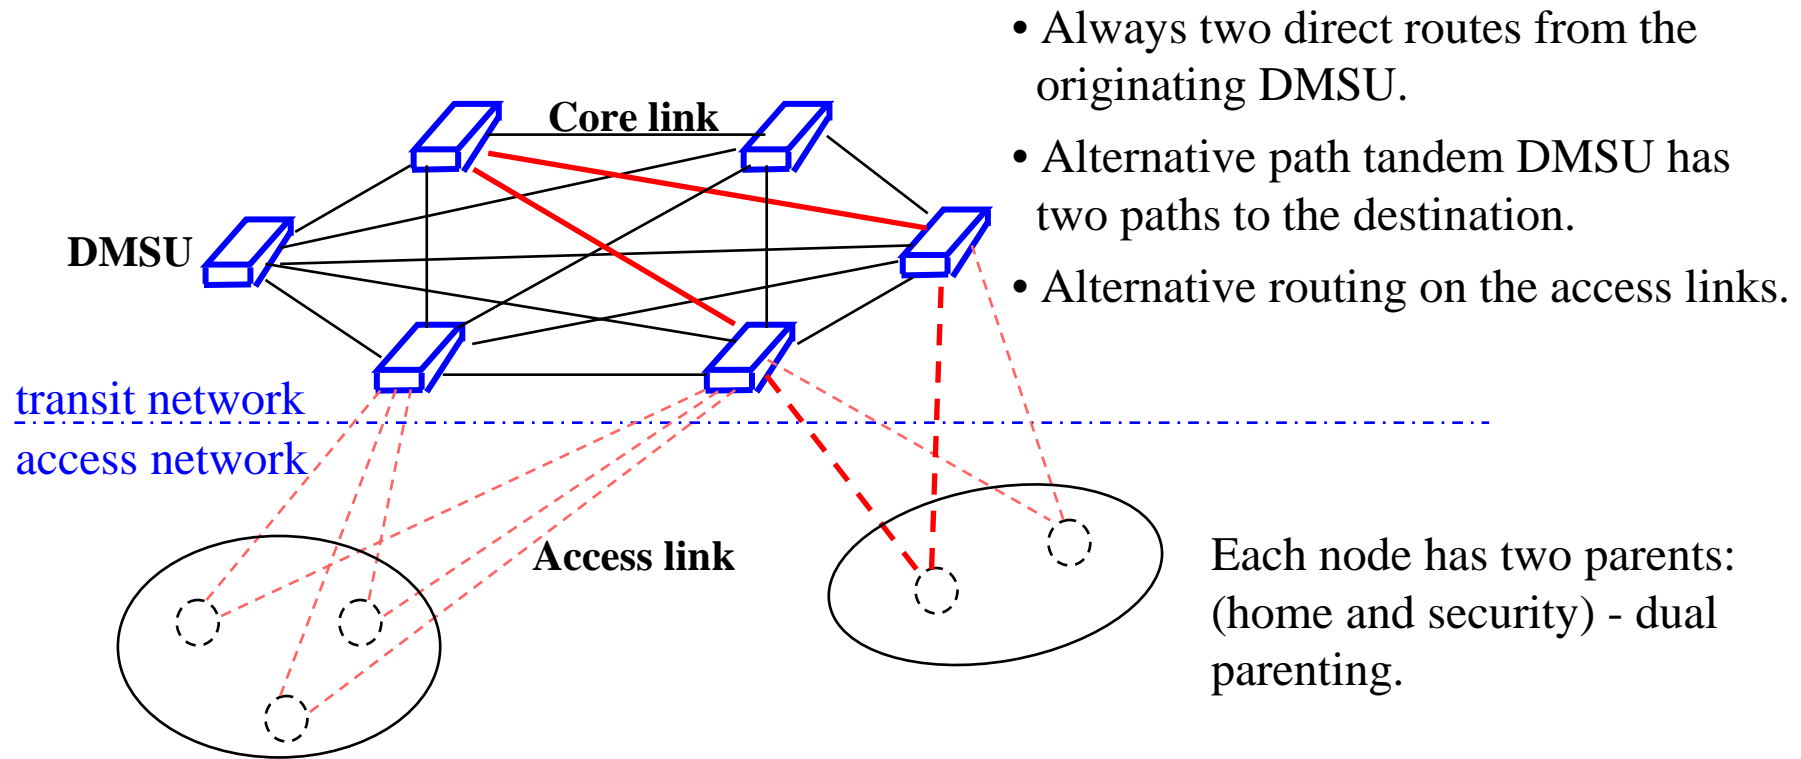 • Always two direct routes from the
originating DMSU.
Core link
• Alternative path tandem DMSU has
two paths to the destination.
DMSU
• Alternative routing on the access links.
transit network
access network
Access link
Each node has two parents:
(home and security) - dual
parenting.